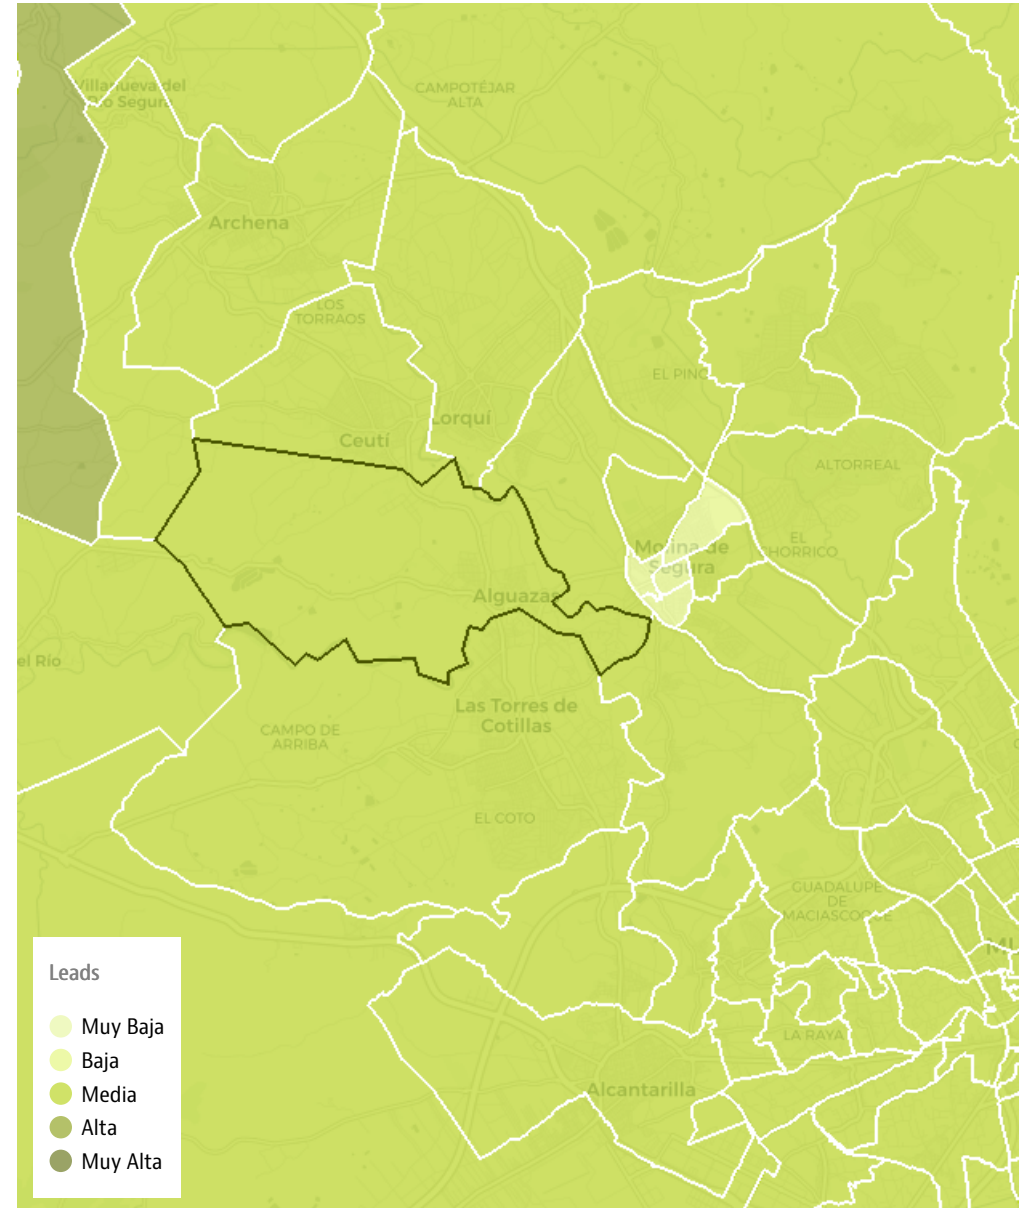 Villanueva del
Río Segura
CAMPOTÉJAR
ALTA
Archena
LOS
TORRAOS
EL PINO
Lorquí
Ceutí
ALTORREAL
Molina de
Segura
EL
CHORRICO
Alguazas
el Río
Las Torres de
Cotillas
CAMPO DE
ARRIBA
EL COTO
GUADALUPE
DE
MACIASCOQUE
MU
LA RAYA
Alcantarilla
Leads
Muy Baja
Baja
Media
Alta
Muy Alta